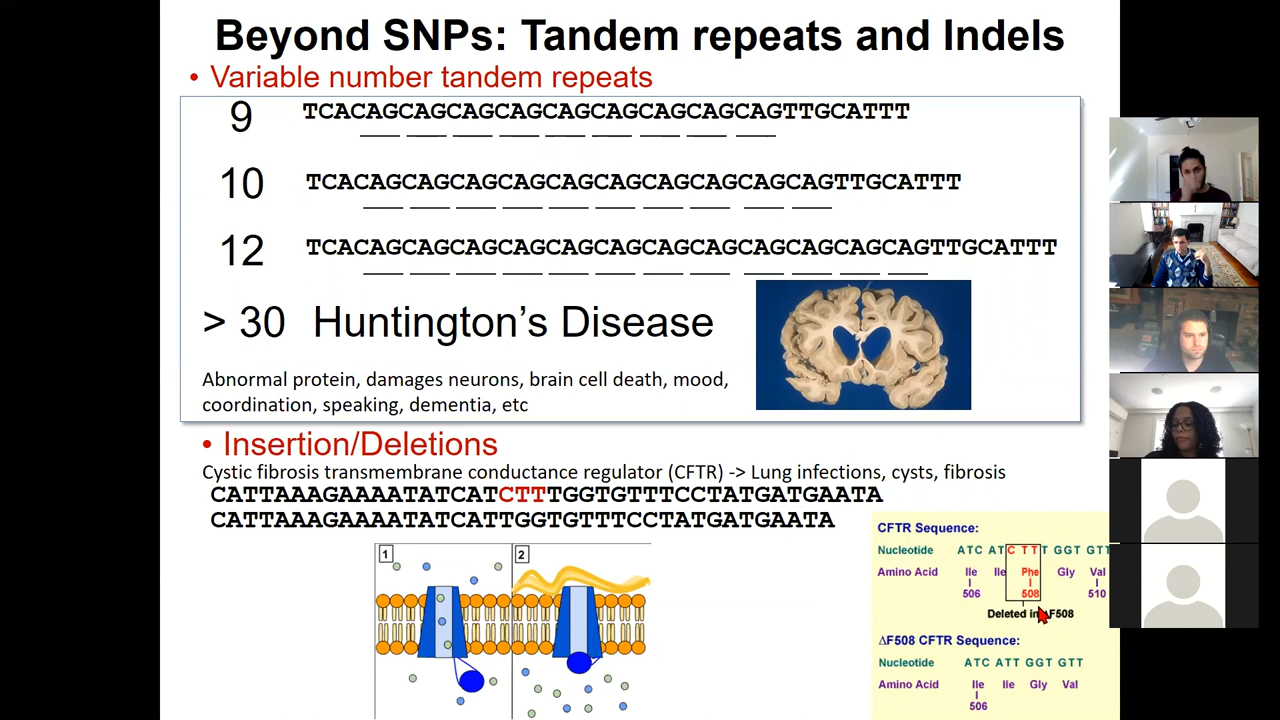 Beyond SNPs: Tandem repeats and Indels
• Variable number tandem repeats
9 TCACAGCAGCAGCAGCAGCAGCAGCAGCAGTTGCATTT
10 TCACAGCAGCAGCAGCAGCAGCAGCAGCAGCAGTTGCATTT
12 TCACAGCAGCAGCAGCAGCAGCAGCAGCAGCAGCAGCAGTTGCATTT
> 30 Huntington's Disease
Abnormal protein, damages neurons, brain cell death, mood,
coordination, speaking, dementia, etc
• Insertion/Deletions
Cystic fibrosis transmembrane conductance regulator (CFTR) -> Lung infections, cysts, fibrosis
CATTAAAGAAAATATCATCTTTGGTGTTTCCTATGATGAATA
CATTAAAGAAAATATCATTGGTGTTTCCTATGATGAATA
1 2
CFTR Sequence:
Nucleotide ATC ATC TTT GGT GTT
Amino Acid Ile Ile Phe Gly Val
506 508 510
Deleted in F508
ΔF508 CFTR Sequence:
Nucleotide ATC ATT GGT GTT
Amino Acid Ile Ile Gly Val
506